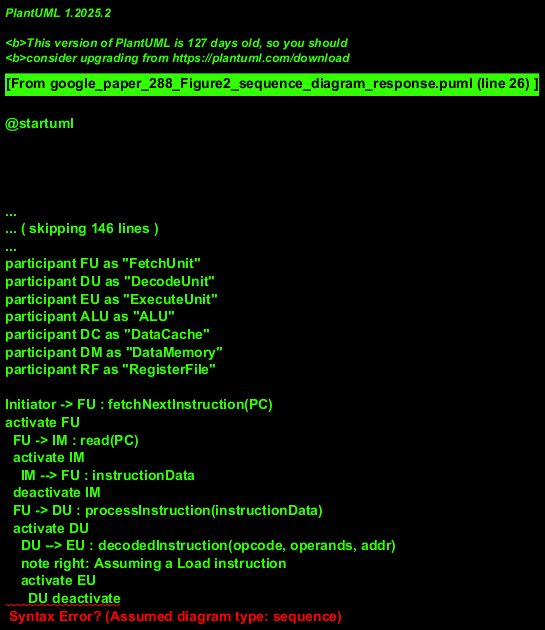 PlantUML 1.2025.2
<b>This version of PlantUML is 127 days old, so you should
<b>consider upgrading from https://plantuml.com/download
[From google_paper_288_Figure2_sequence_diagram_response.puml (line 26) ]
@startuml
...
... ( skipping 146 lines )
...
participant FU as "FetchUnit"
participant DU as "DecodeUnit"
participant EU as "ExecuteUnit"
participant ALU as "ALU"
participant DC as "DataCache"
participant DM as "DataMemory"
participant RF as "RegisterFile"
Initiator -> FU : fetchNextInstruction(PC)
activate FU
FU -> IM : read(PC)
activate IM
IM --> FU : instructionData
deactivate IM
FU -> DU : processInstruction(instructionData)
activate DU
DU --> EU : decodedInstruction(opcode, operands, addr)
note right: Assuming a Load instruction
activate EU
DU deactivate
Syntax Error? (Assumed diagram type: sequence)